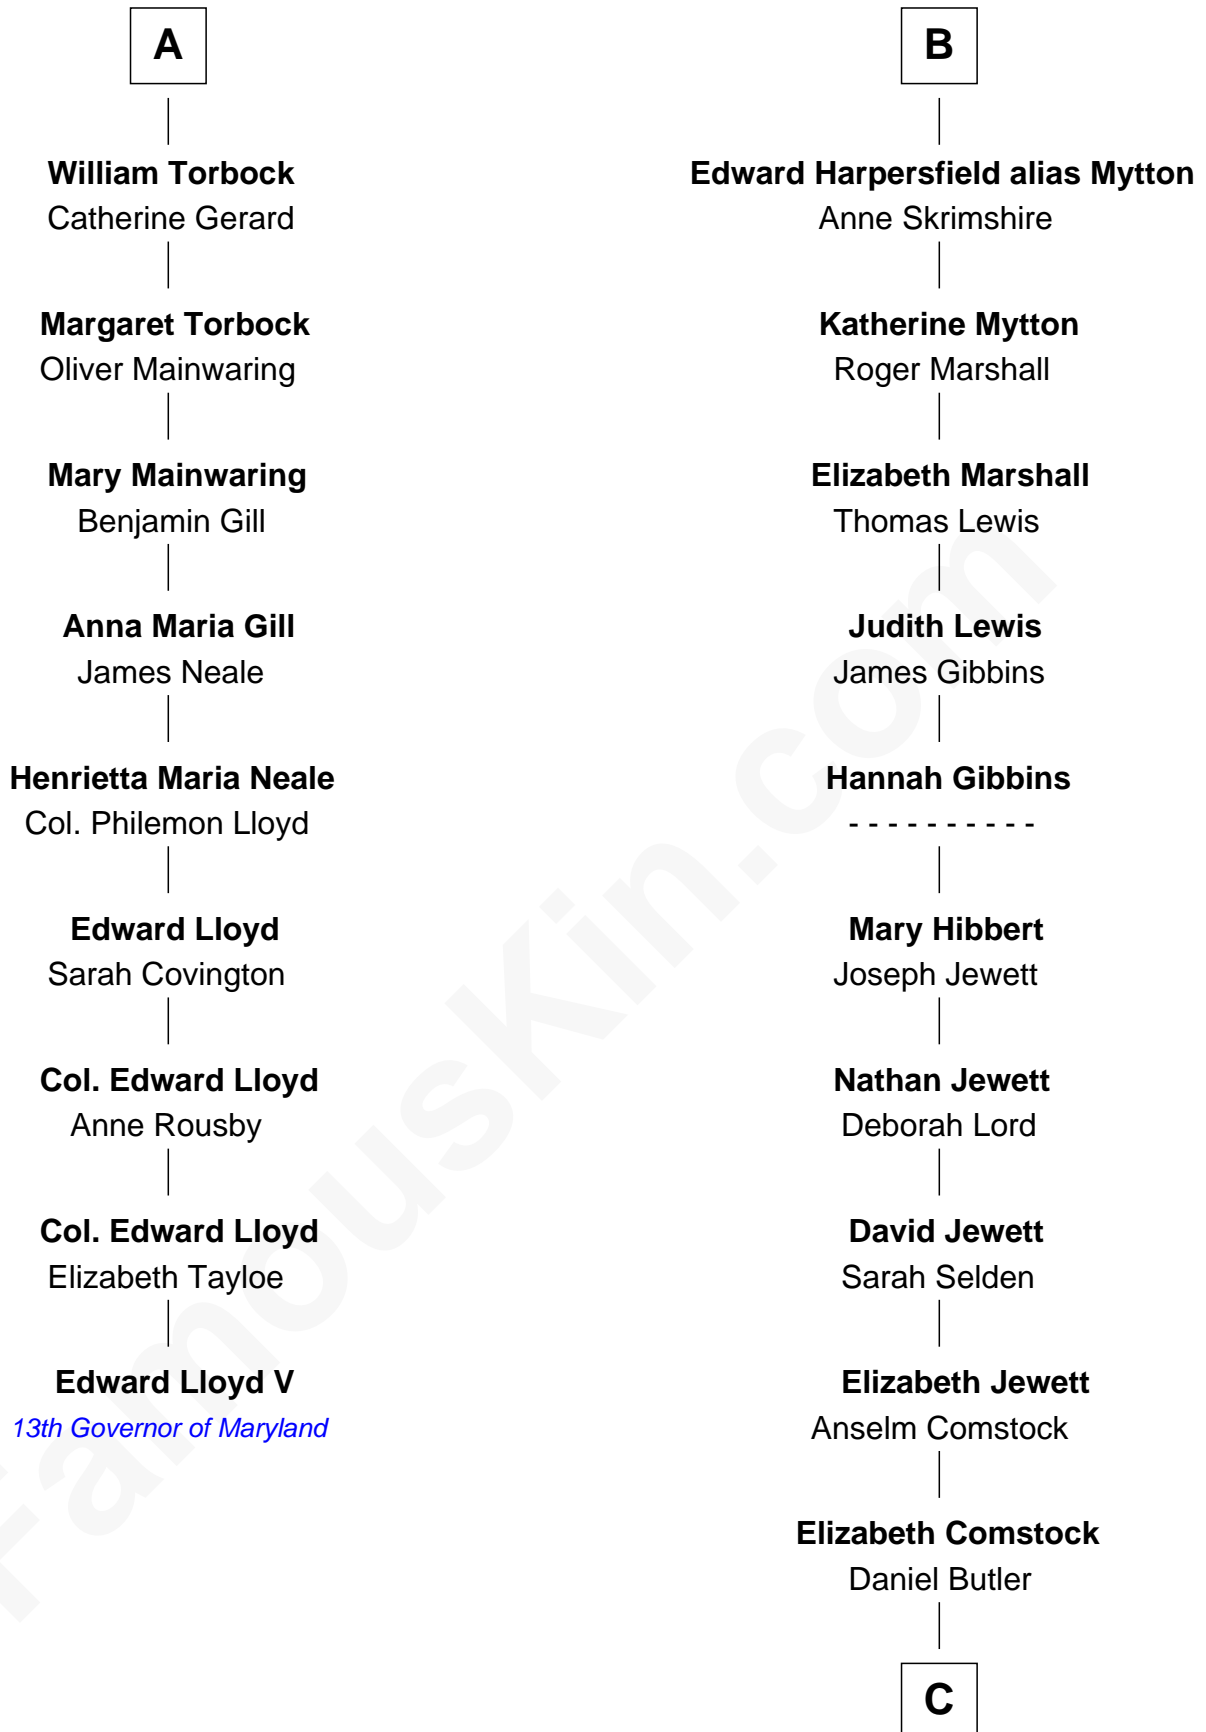 A
William Torbock
Catherine Gerard
Margaret Torbock
Oliver Mainwaring
Mary Mainwaring
Benjamin Gill
Anna Maria Gill
James Neale
Henrietta Maria Neale
Col. Philemon Lloyd
Edward Lloyd
Sarah Covington
Col. Edward Lloyd
Anne Rousby
Col. Edward Lloyd
Elizabeth Tayloe
Edward Lloyd V
13th Governor of Maryland
B
Edward Harpersfield alias Mytton
Anne Skrimshire
Katherine Mytton
Roger Marshall
Elizabeth Marshall
Thomas Lewis
Judith Lewis
James Gibbins
Hannah Gibbins
- - - - - - - - - -
Mary Hibbert
Joseph Jewett
Nathan Jewett
Deborah Lord
David Jewett
Sarah Selden
Elizabeth Jewett
Anselm Comstock
Elizabeth Comstock
Daniel Butler
C
FamousKin.com